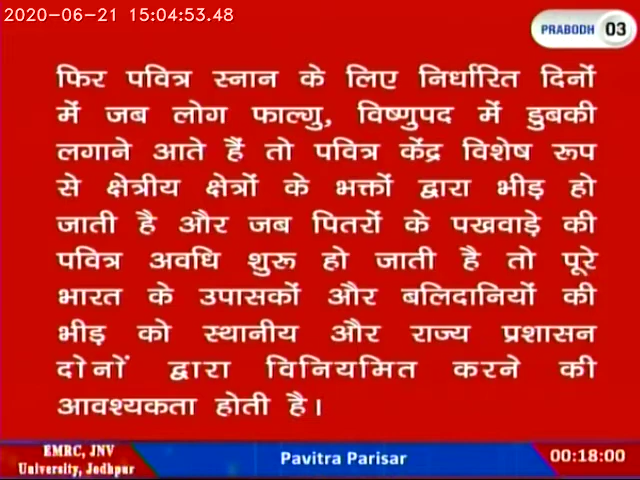 2020-06-21 15:04:53.48
PRABODH 03
फिर पवित्र स्नान के लिए निर्धारित दिनों
में जब लोग फाल्गु, विष्णुपद में डुबकी
लगाने आते हैं तो पवित्र केंद्र विशेष रूप
से क्षेत्रीय क्षेत्रों के भक्तों द्वारा भीड़ हो
जाती है और जब पितरों के पखवाड़े की
पवित्र अवधि शुरू हो जाती है तो पूरे
भारत के उपासकों और बलिदानियों की
भीड़ को स्थानीय और राज्य प्रशासन
दोनों द्वारा विनियमित करने की
आवश्यकता होती है।
EMRC, JNV
University, Jodhpur
Pavitra Parisar
00:18:00